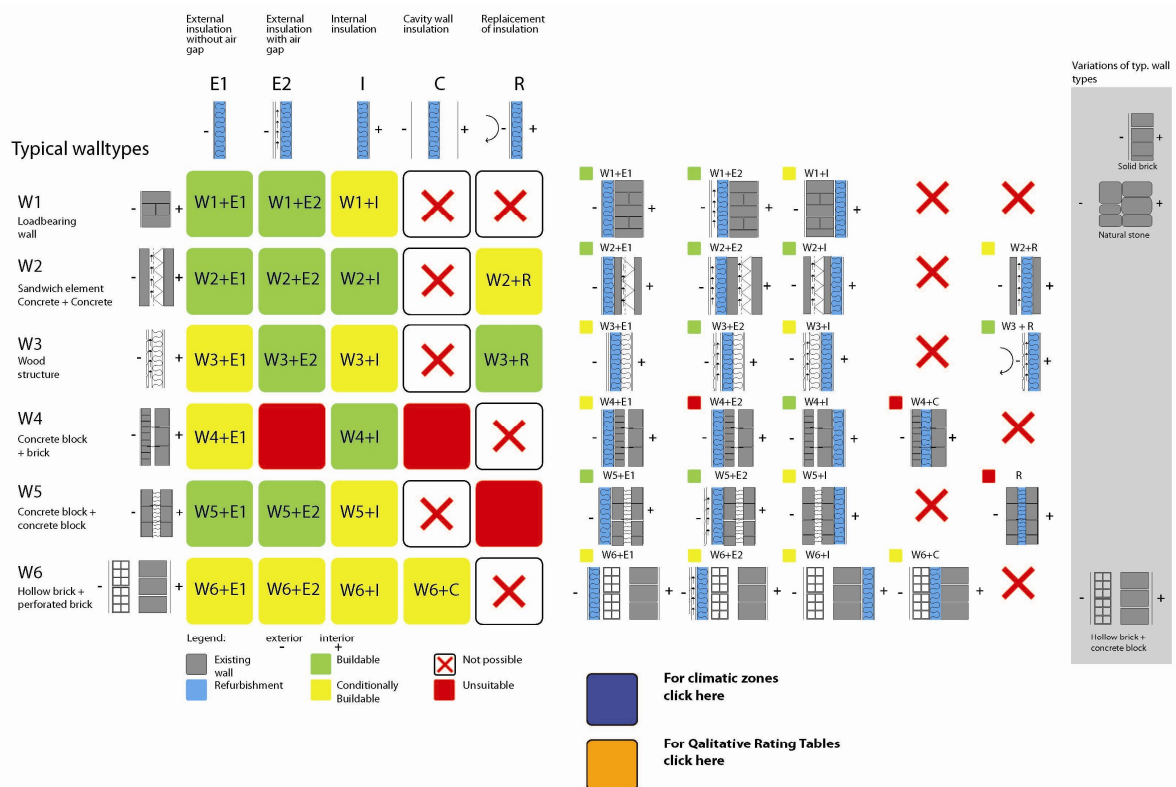 External
insulation
without air
gap
External
insulation
with air
gap
Internal
insulation
Cavity wall
insulation
Replaicement
of insulation
E1
E2
I
C
R
-
-
+
-
+
-
+
Variations of typ. wall
types
-
Solid brick
-
+
Natural stone
Typical walltypes
W1
Loadbearing
wall
-
+
W1+E1
W1+E2
W1+I
W1+E1
-
+
W1+E2
-
+
W1+I
-
+
W2
Sandwich element
Concrete + Concrete
-
+
W2+E1
W2+E2
W2+I
W2+R
W2+E1
-
+
W2+E2
-
+
W2+I
-
+
W2+R
-
+
W3
Wood
structure
-
+
W3+E1
W3+E2
W3+I
W3+R
W3+E1
-
+
W3+E2
-
+
W3+I
-
+
W3 + R
-
+
W4
Concrete block
+ brick
-
+
W4+E1
W4+I
W4+E1
-
+
W4+E2
-
+
W4+I
-
+
W4+C
-
+
W5
Concrete block +
concrete block
-
+
W5+E1
W5+E2
W5+I
W5+E1
-
+
W5+E2
-
+
W5+I
-
+
R
-
+
W6
Hollow brick +
perforated brick
-
+
W6+E1
W6+E2
W6+I
W6+C
W6+E1
-
+
W6+E2
-
+
W6+I
-
+
W6+C
-
+
-
+
Hollow brick +
concrete block
Legend:
exterior
-
interior
+
Existing
wall
Buildable
Not possible
Refurbishment
Conditionally
Buildable
Unsuitable
For climatic zones
click here
For Qalitative Rating Tables
click here